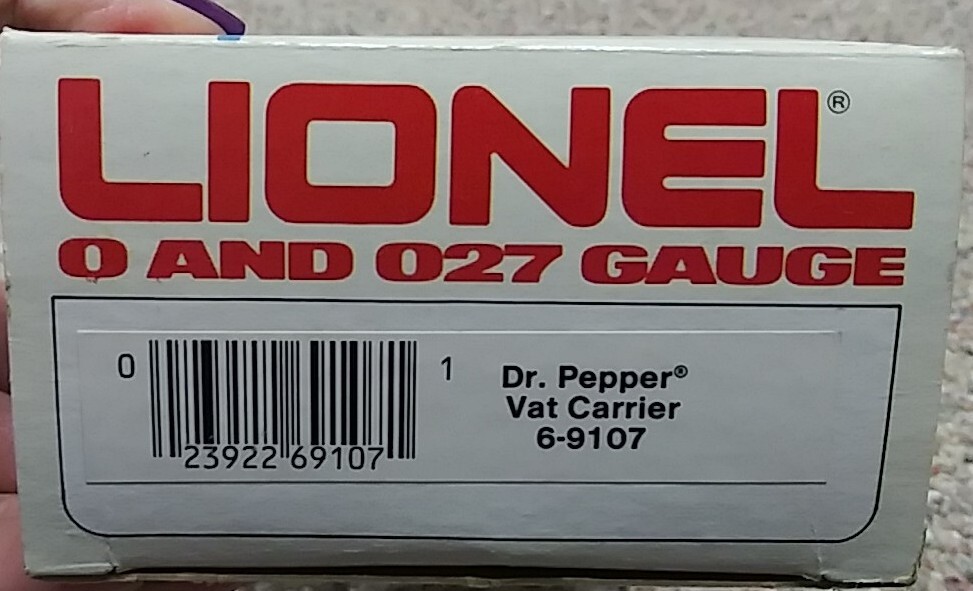 LIONEL®
O AND 027 GAUGE
0 23922 69107 1
Dr. Pepper®
Vat Carrier
6-9107